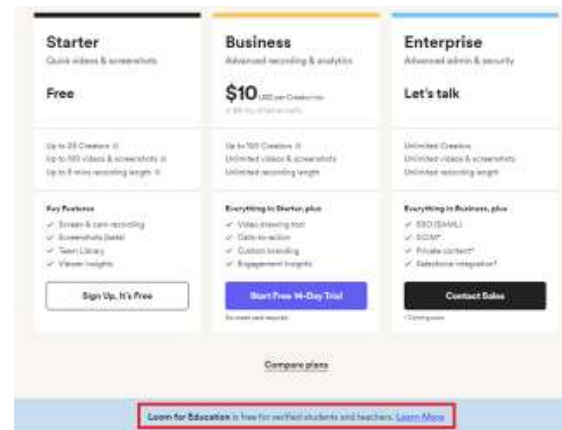 Starter
Quick videos & screenshots
Free
Up to 25 Creators
Up to 100 videos & screenshots
Up to 5 mins recording length
Key Features
✓ Screen & cam recording
✓ Screenshots (beta)
✓ Team Library
✓ Viewer insights
Sign Up, It's Free
Business
Advanced recording & analytics
$10 USD per Creator/mo
Up to 100 Creators
Unlimited videos & screenshots
Unlimited recording length
Everything in Starter, plus
✓ Video drawing tool
✓ Calls-to-action
✓ Custom branding
✓ Engagement insights
Start Free 14-Day Trial
No credit card required
Enterprise
Advanced admin & security
Let's talk
Unlimited Creators
Unlimited videos & screenshots
Unlimited recording length
Everything in Business, plus
✓ SSO (SAML)
✓ SCIM*
✓ Private content*
✓ Salesforce integration*
Contact Sales
* Coming soon
Compare plans
Loom for Education is free for verified students and teachers. Learn More